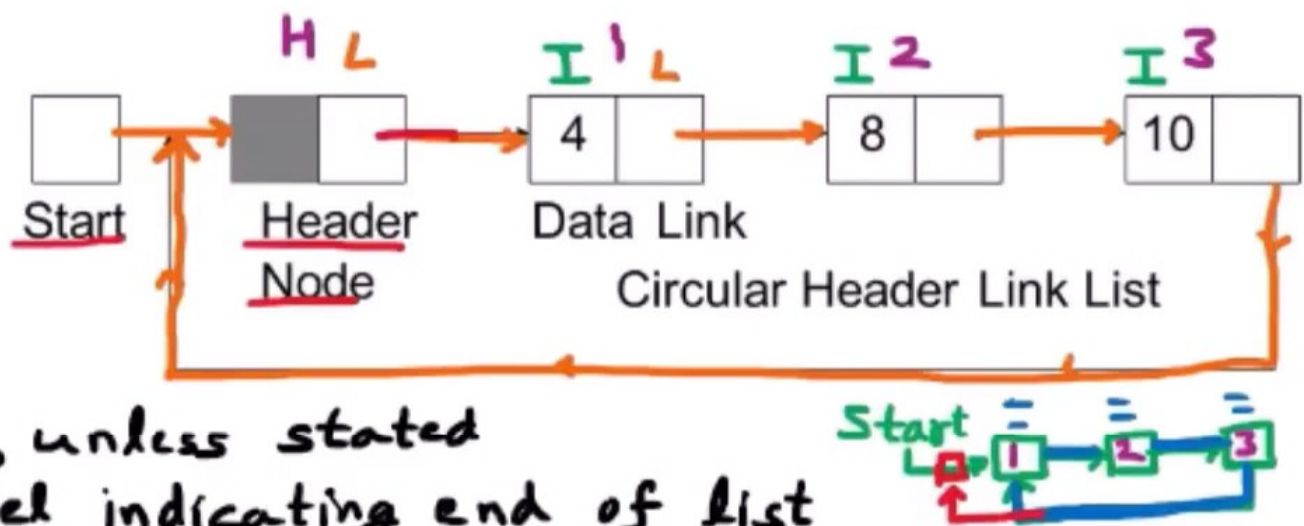 H L I 1 L I 2 I 3
4 8 10
Start Header Data Link
Node Circular Header Link List
unless stated Start 1 2 3
indicating end of list